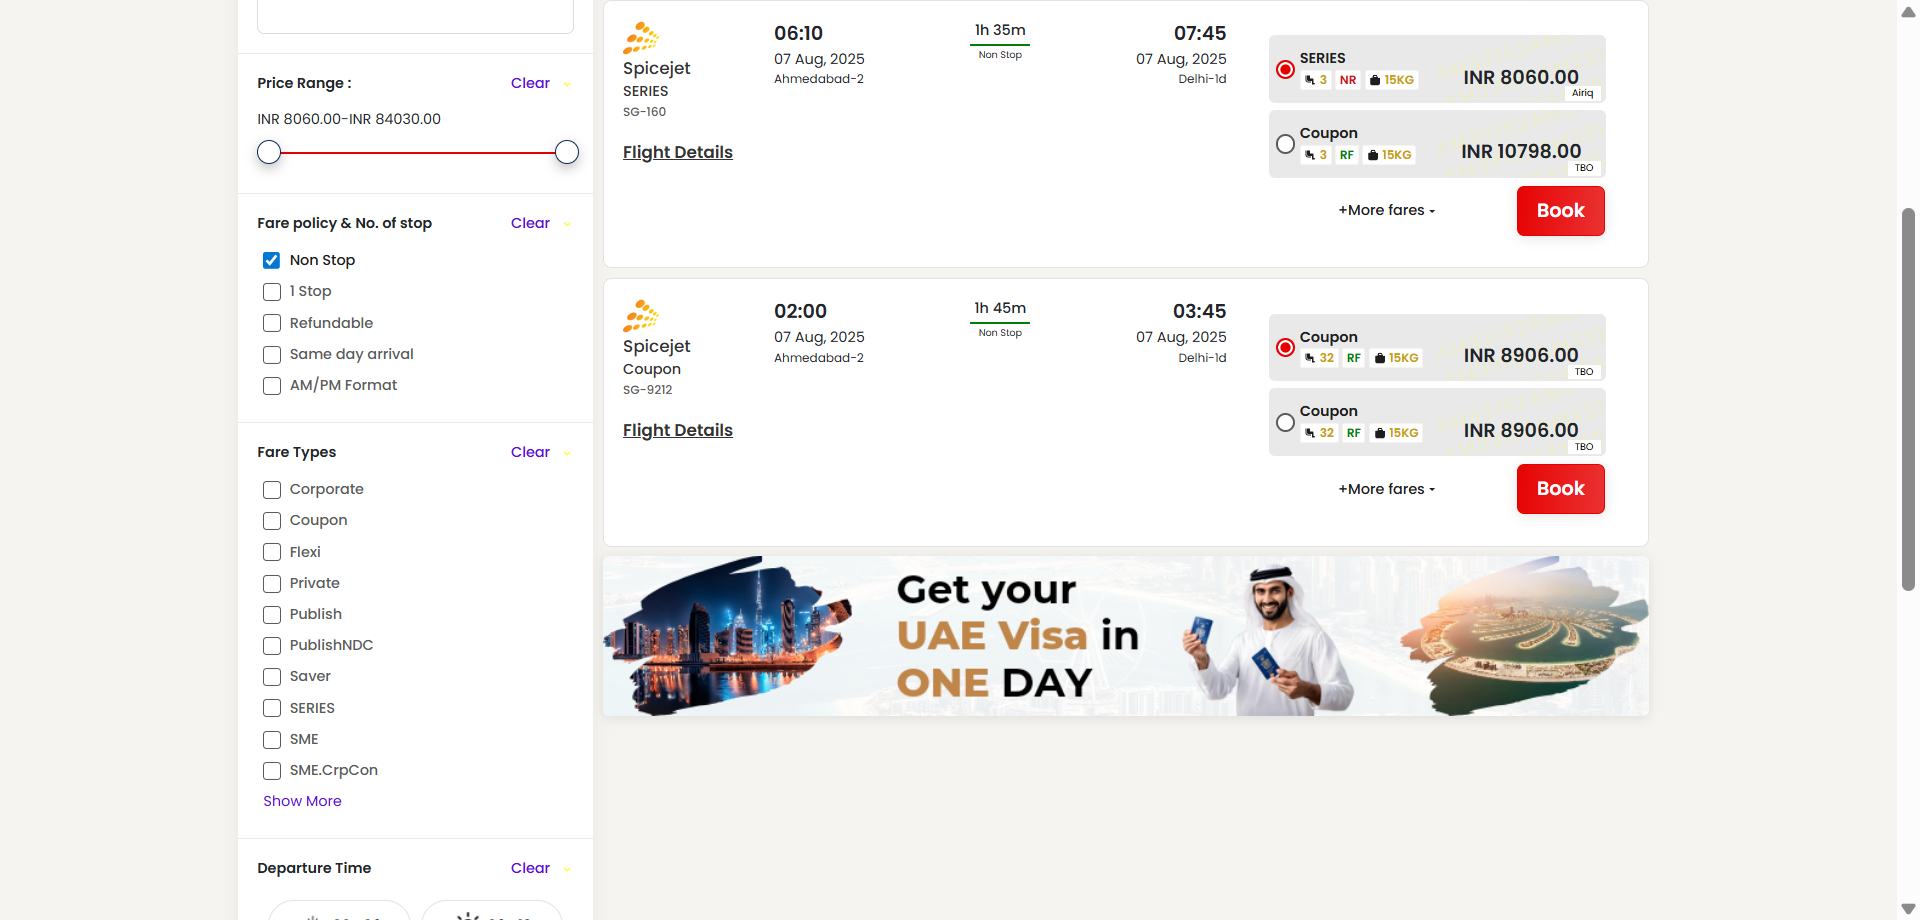 Price Range :
Clear
INR 8060.00-INR 84030.00
Fare policy & No. of stop
Clear
Non Stop
1 Stop
Refundable
Same day arrival
AM/PM Format
Fare Types
Clear
Corporate
Coupon
Flexi
Private
Publish
PublishNDC
Saver
SERIES
SME
SME.CrpCon
Show More
Departure Time
Clear
Spicejet
SERIES
SG-160
Flight Details
06:10
07 Aug, 2025
Ahmedabad-2
1h 35m
Non Stop
07:45
07 Aug, 2025
Delhi-1d
SERIES
3 NR 15KG
INR 8060.00
Airiq
Coupon
3 RF 15KG
INR 10798.00
TBO
+More fares
Book
Spicejet
Coupon
SG-9212
Flight Details
02:00
07 Aug, 2025
Ahmedabad-2
1h 45m
Non Stop
03:45
07 Aug, 2025
Delhi-1d
Coupon
32 RF 15KG
INR 8906.00
TBO
Coupon
32 RF 15KG
INR 8906.00
TBO
+More fares
Book
Get your
UAE Visa in
ONE DAY